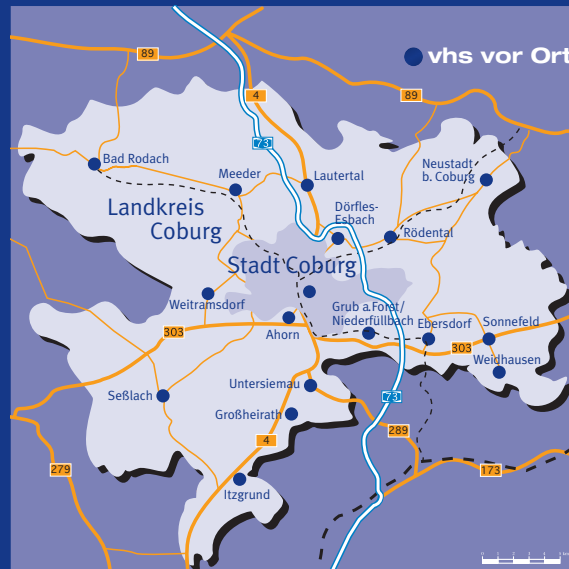 vhs vor Ort
89
4
89
73
Bad Rodach
Meeder
Lautertal
Neustadt
b. Coburg
Landkreis
Coburg
Dörfles-
Esbach
Rödental
Stadt Coburg
Weitramsdorf
Grub a.Forst/
Niederfüllbach
Ebersdorf
Sonnefeld
303
Ahorn
303
Weidhausen
Untersiemau
Seßlach
73
Großheirath
289
4
279
173
Itzgrund